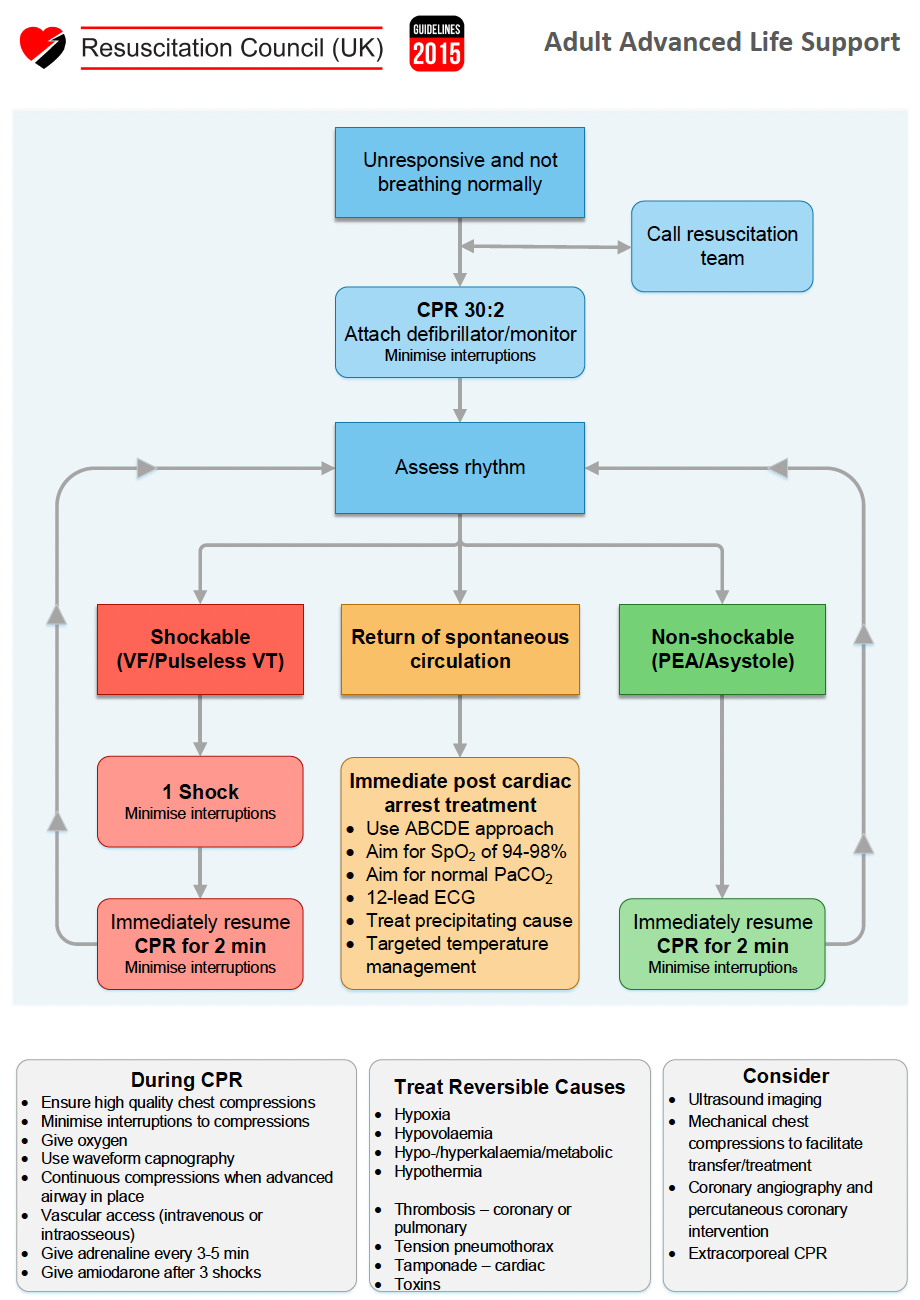 Resuscitation Council (UK)
GUIDELINES
2015
Adult Advanced Life Support
Unresponsive and not
breathing normally
Call resuscitation
team
CPR 30:2
Attach defibrillator/monitor
Minimise interruptions
Assess rhythm
Shockable
(VF/Pulseless VT)
Return of spontaneous
circulation
Non-shockable
(PEA/Asystole)
1 Shock
Minimise interruptions
Immediate post cardiac
arrest treatment
• Use ABCDE approach
• Aim for SpO2 of 94-98%
• Aim for normal PaCO2
• 12-lead ECG
• Treat precipitating cause
• Targeted temperature
management
Immediately resume
CPR for 2 min
Minimise interruptions
Immediately resume
CPR for 2 min
Minimise interruptions
During CPR
• Ensure high quality chest compressions
• Minimise interruptions to compressions
• Give oxygen
• Use waveform capnography
• Continuous compressions when advanced
airway in place
• Vascular access (intravenous or
intraosseous)
• Give adrenaline every 3-5 min
• Give amiodarone after 3 shocks
Treat Reversible Causes
• Hypoxia
• Hypovolaemia
• Hypo-/hyperkalaemia/metabolic
• Hypothermia
• Thrombosis – coronary or
pulmonary
• Tension pneumothorax
• Tamponade – cardiac
• Toxins
Consider
• Ultrasound imaging
• Mechanical chest
compressions to facilitate
transfer/treatment
• Coronary angiography and
percutaneous coronary
intervention
• Extracorporeal CPR